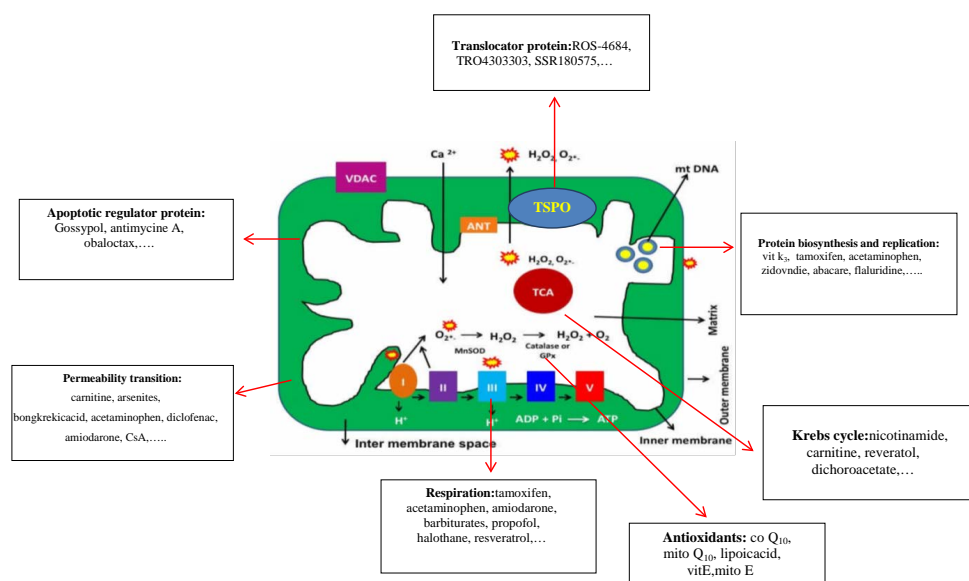 Translocator protein:ROS-4684,
TRO4303303, SSR180575,…
Ca 2+
H2O2, O2•-.
VDAC
mt DNA
TSPO
ANT
Apoptotic regulator protein:
Gossypol, antimycine A,
obaloctax,….
Protein biosynthesis and replication:
vit k3, tamoxifen, acetaminophen,
zidovndie, abacare, flaluridine,…..
H2O2, O2•-.
TCA
Matrix
O2•-. H2O2 H2O2 + O2
MnSOD Catalase or
GPx
Outer membrane
Permeability transition:
carnitine, arsenites,
bongkrekicacid, acetaminophen, diclofenac,
amiodarone, CsA,…..
I II III IV V
H+ H+ ADP + Pi ATP
Inter membrane space
Inner membrane
Krebs cycle:nicotinamide,
carnitine, reveratol,
dichoroacetate,…
Respiration:tamoxifen,
acetaminophen, amiodarone,
barbiturates, propofol,
halothane, resveratrol,…
Antioxidants: co Q10,
mito Q10, lipoicacid,
vitE,mito E